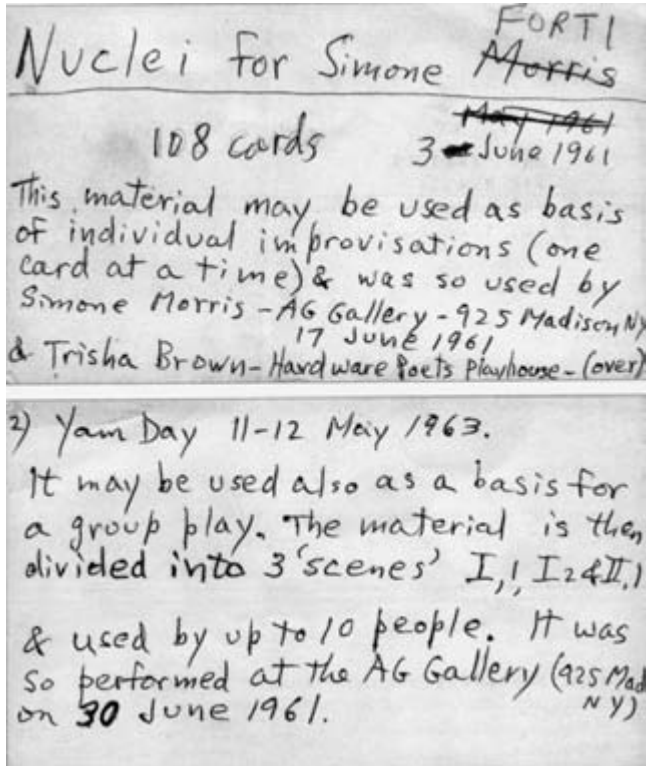 FORTI
Nuclei for Simone Morris
May 1961
108 cards 3 June 1961
This material may be used as basis
of individual improvisations (one
card at a time) & was so used by
Simone Morris - AG Gallery - 925 Madison NY
17 June 1961
& Trisha Brown - Hardware Poets Playhouse - (over)
2) Yam Day 11-12 May 1963.
It may be used also as a basis for
a group play. The material is then
divided into 3 'scenes' I,1, I2 & II,1
& used by up to 10 people. It was
so performed at the AG Gallery (925 Mad
NY)
on 30 June 1961.